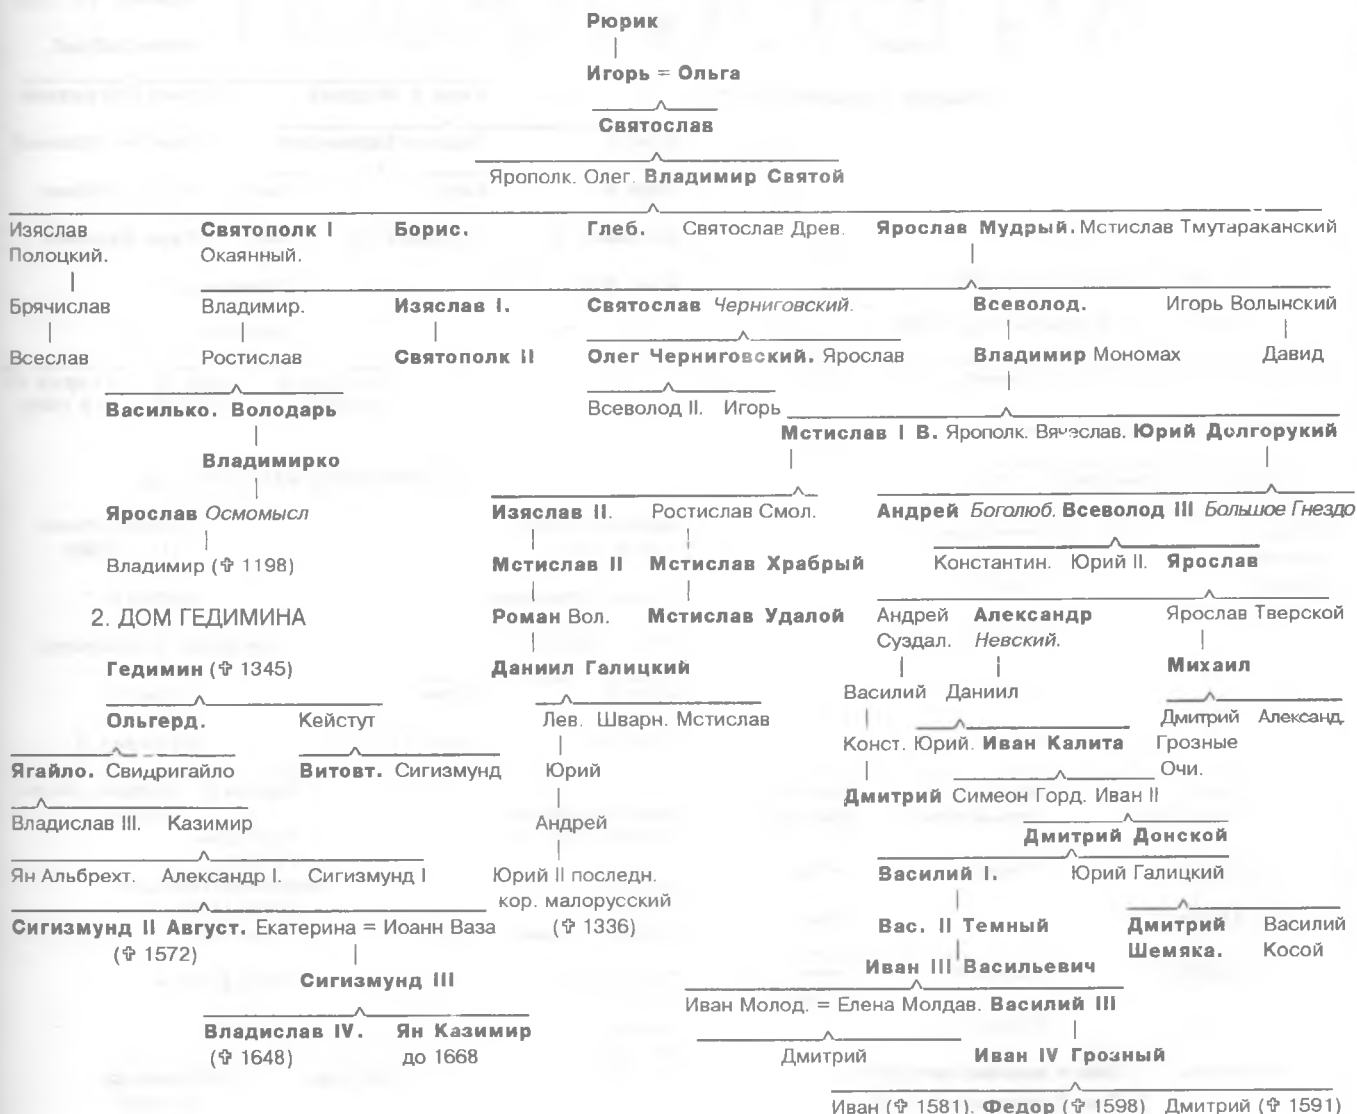 Рюрик
Игорь = Ольга
Святослав
Ярополк. Олег. Владимир Святой
Изяслав Святополк I Борис. Глеб. Святослав Древ. Ярослав Мудрый. Мстислав Тмутараканский
Полоцкий. Окаянный.
Брячислав Владимир. Изяслав I. Святослав Черниговский. Всеволод. Игорь Волынский
Всеслав Ростислав Святополк II Олег Черниговский. Ярослав Владимир Мономах Давид
Василько. Володарь Всеволод II. Игорь
Мстислав I В. Ярополк. Вячеслав. Юрий Долгорукий
Владимирко
Ярослав Осмомысл Изяслав II. Ростислав Смол. Андрей Боголюб. Всеволод III Большое Гнездо
Владимир (✞ 1198) Мстислав II Мстислав Храбрый Константин. Юрий II. Ярослав
2. ДОМ ГЕДИМИНА Роман Вол. Мстислав Удалой Андрей Александр Ярослав Тверской
Суздал. Невский.
Гедимин (✞ 1345) Даниил Галицкий Михаил
Василий Даниил
Ольгерд. Кейстут Лев. Шварн. Мстислав Дмитрий Александ.
Конст. Юрий. Иван Калита Грозные
Ягайло. Свидригайло Витовт. Сигизмунд Юрий Очи.
Дмитрий Симеон Горд. Иван II
Владислав III. Казимир Андрей
Дмитрий Донской
Ян Альбрехт. Александр I. Сигизмунд I Юрий II последн. Василий I. Юрий Галицкий
кор. малорусский
Сигизмунд II Август. Екатерина = Иоанн Ваза (✞ 1336) Вас. II Темный Дмитрий Василий
(✞ 1572) Шемяка. Косой
Иван III Васильевич
Сигизмунд III
Иван Молод. = Елена Молдав. Василий III
Владислав IV. Ян Казимир
(✞ 1648) до 1668 Дмитрий Иван IV Грозный
Иван (✞ 1581). Федор (✞ 1598) Дмитрий (✞ 1591)